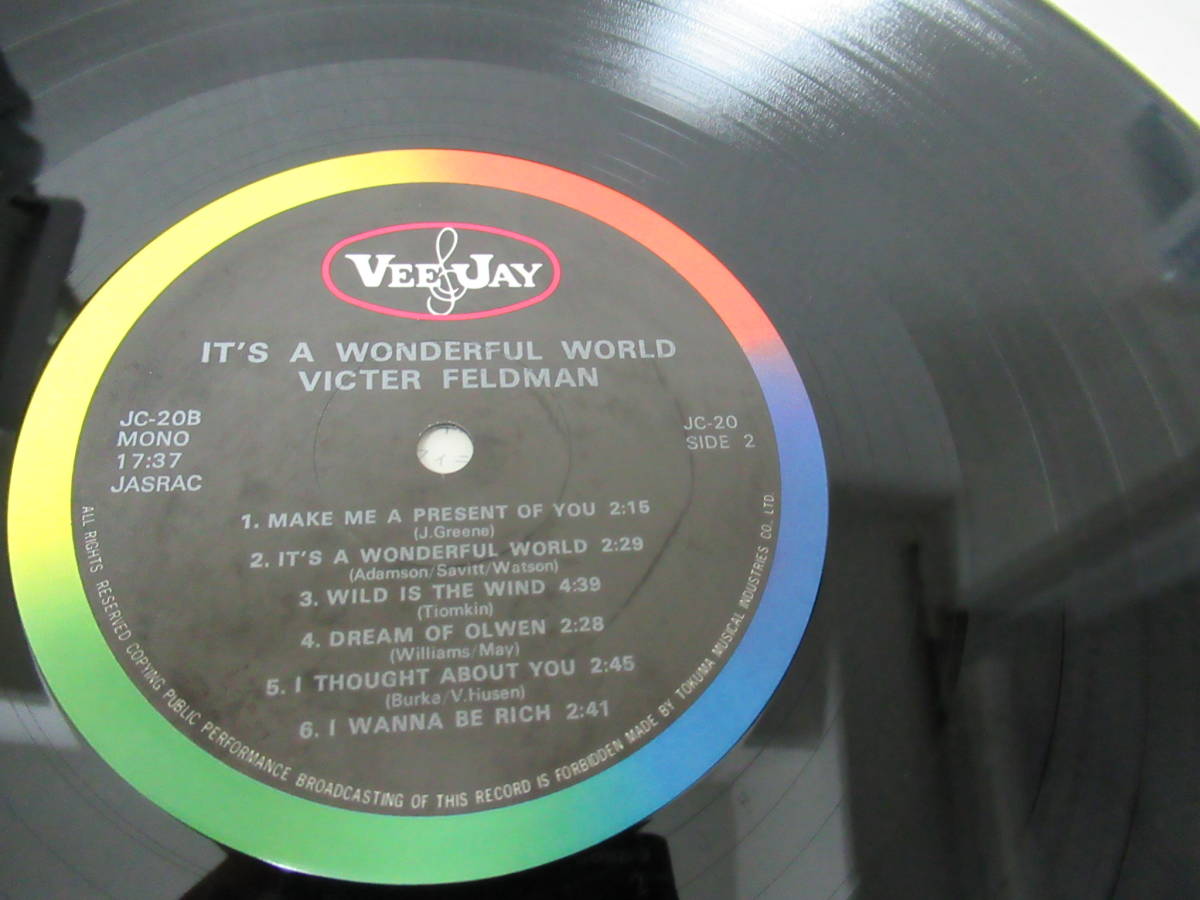 VEE JAY
IT'S A WONDERFUL WORLD
VICTER FELDMAN
JC-20B
MONO
17:37
JASRAC
JC-20
SIDE 2
1. MAKE ME A PRESENT OF YOU 2:15
(J.Greene)
2. IT'S A WONDERFUL WORLD 2:29
(Adamson/Savitt/Watson)
3. WILD IS THE WIND 4:39
(Tiomkin)
4. DREAM OF OLWEN 2:28
(Williams/May)
5. I THOUGHT ABOUT YOU 2:45
(Burke/V.Husen)
6. I WANNA BE RICH 2:41
ALL RIGHTS RESERVED COPYING PUBLIC PERFORMANCE BROADCASTING OF THIS RECORD IS FORBIDDEN MADE BY TOKUMA MUSICAL INDUSTRIES CO., LTD.